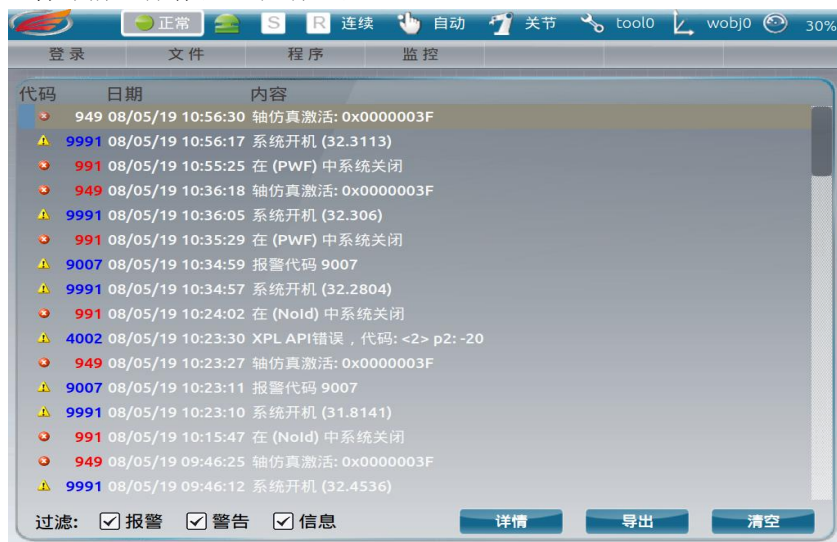 正常 S R 连续 自动 关节 tool0 wobj0 30%
登录 文件 程序 监控
代码 日期 内容
949 08/05/19 10:56:30 轴仿真激活: 0x0000003F
9991 08/05/19 10:56:17 系统开机 (32.3113)
991 08/05/19 10:55:25 在 (PWF) 中系统关闭
949 08/05/19 10:36:18 轴仿真激活: 0x0000003F
9991 08/05/19 10:36:05 系统开机 (32.306)
991 08/05/19 10:35:29 在 (PWF) 中系统关闭
9007 08/05/19 10:34:59 报警代码 9007
9991 08/05/19 10:34:57 系统开机 (32.2804)
991 08/05/19 10:24:02 在 (Nold) 中系统关闭
4002 08/05/19 10:23:30 XPL API错误，代码: <2> p2: -20
949 08/05/19 10:23:27 轴仿真激活: 0x0000003F
9007 08/05/19 10:23:11 报警代码 9007
9991 08/05/19 10:23:10 系统开机 (31.8141)
991 08/05/19 10:15:47 在 (Nold) 中系统关闭
949 08/05/19 09:46:25 轴仿真激活: 0x0000003F
9991 08/05/19 09:46:12 系统开机 (32.4536)
过滤: 报警 警告 信息 详情 导出 清空